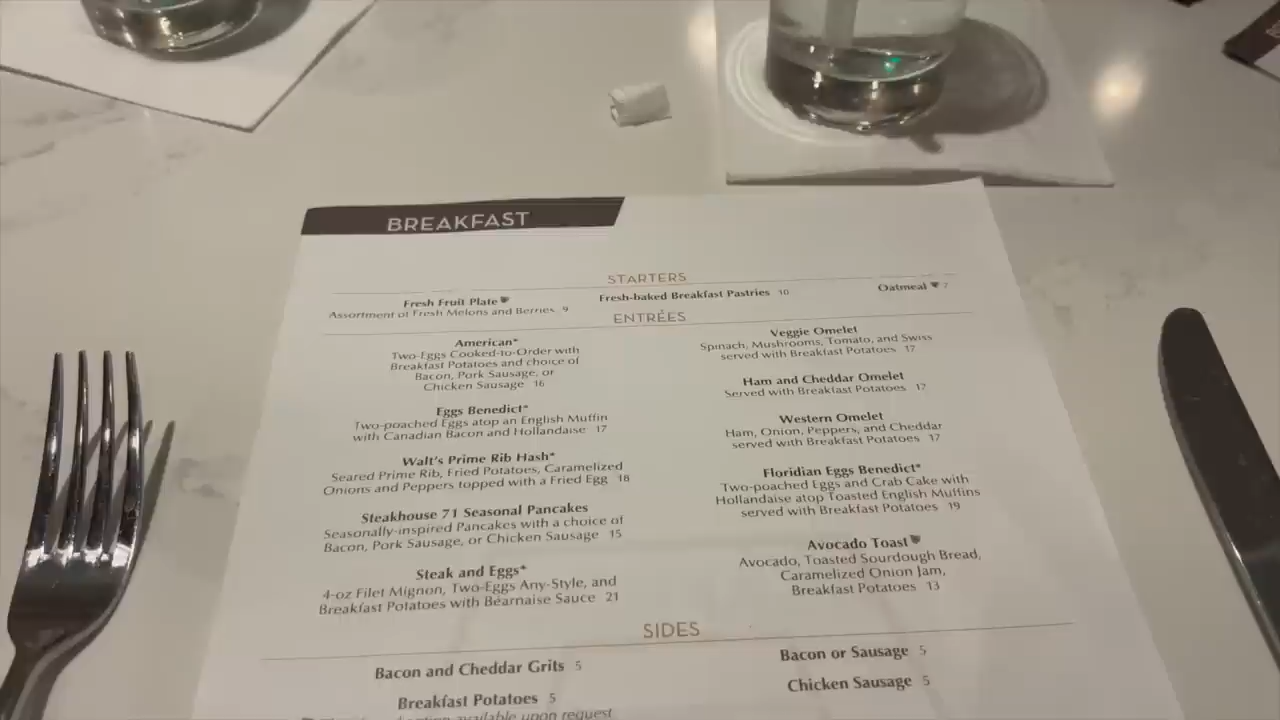 BREAKFAST
STARTERS
Fresh Fruit Plate
Assortment of Fresh Melons and Berries 9
Fresh-baked Breakfast Pastries 10
Oatmeal 7
ENTRÉES
American*
Two-Eggs Cooked-to-Order with
Breakfast Potatoes and choice of
Bacon, Pork Sausage, or
Chicken Sausage 16
Eggs Benedict*
Two-poached Eggs atop an English Muffin
with Canadian Bacon and Hollandaise 17
Walt's Prime Rib Hash*
Seared Prime Rib, Fried Potatoes, Caramelized
Onions and Peppers topped with a Fried Egg 18
Steakhouse 71 Seasonal Pancakes
Seasonally-inspired Pancakes with a choice of
Bacon, Pork Sausage, or Chicken Sausage 15
Steak and Eggs*
4-oz Filet Mignon, Two-Eggs Any-Style, and
Breakfast Potatoes with Béarnaise Sauce 21
Veggie Omelet
Spinach, Mushrooms, Tomato, and Swiss
served with Breakfast Potatoes 17
Ham and Cheddar Omelet
Served with Breakfast Potatoes 17
Western Omelet
Ham, Onion, Peppers, and Cheddar
served with Breakfast Potatoes 17
Floridian Eggs Benedict*
Two-poached Eggs and Crab Cake with
Hollandaise atop Toasted English Muffins
served with Breakfast Potatoes 19
Avocado Toast
Avocado, Toasted Sourdough Bread,
Caramelized Onion Jam,
Breakfast Potatoes 13
SIDES
Bacon and Cheddar Grits 5
Breakfast Potatoes 5
Bacon or Sausage 5
Chicken Sausage 5
available upon request